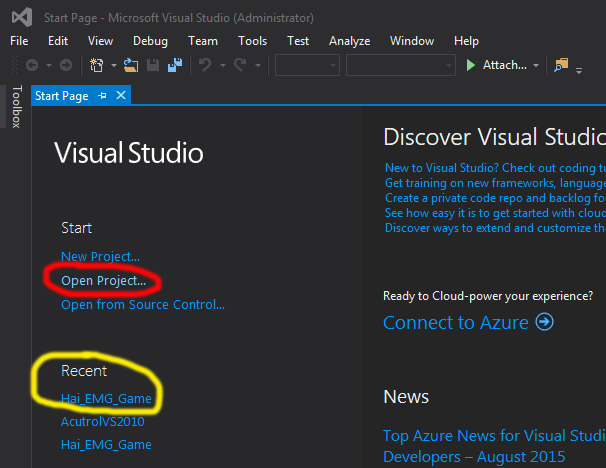 Start Page - Microsoft Visual Studio (Administrator)
File Edit View Debug Team Tools Test Analyze Window Help
Attach...
Toolbox
Start Page
Visual Studio
Start
New Project...
Open Project...
Open from Source Control...
Recent
Hai_EMG_Game
AcutrolVS2010
Hai_EMG_Game
Discover Visual Studio
New to Visual Studio? Check out coding tu
Get training on new frameworks, language
Create a private code repo and backlog fo
See how easy it is to get started with cloud
Discover ways to extend and customize the
Ready to Cloud-power your experience?
Connect to Azure
News
Top Azure News for Visual Studio
Developers – August 2015